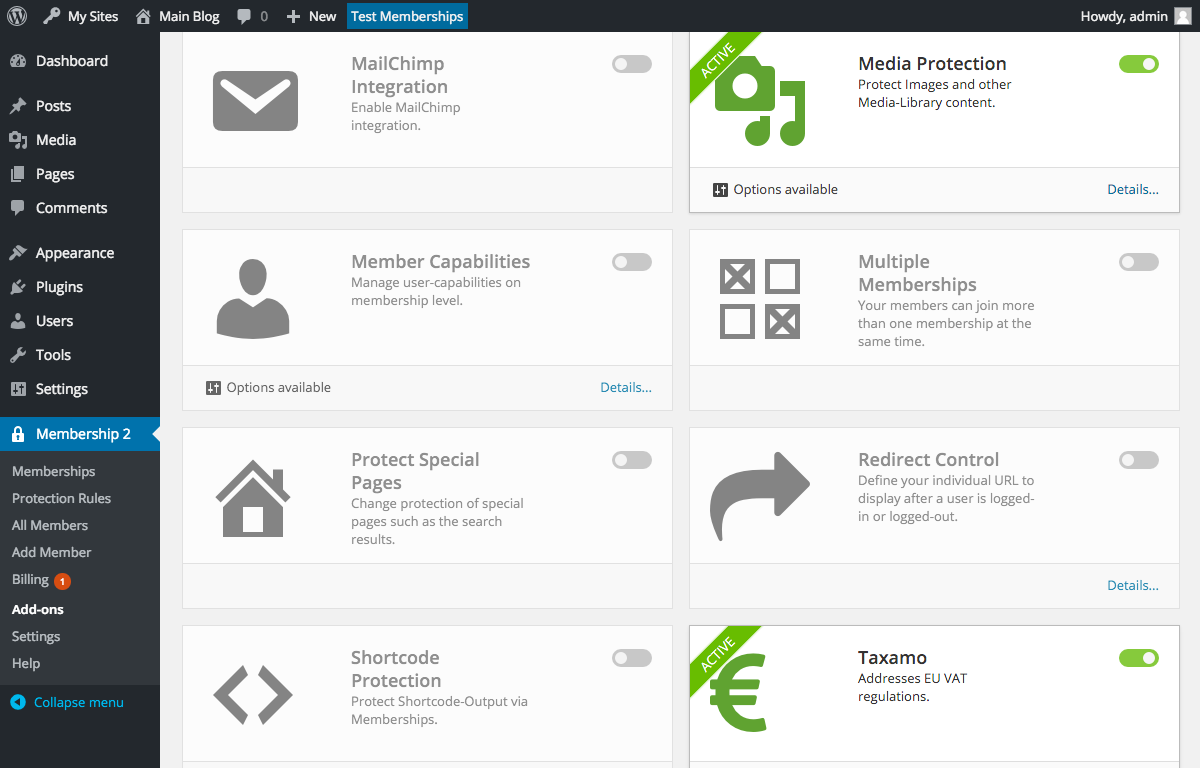 My Sites
Main Blog
0
New
Test Memberships
Howdy, admin
Dashboard
Posts
Media
Pages
Comments
Appearance
Plugins
Users
Tools
Settings
Membership 2
Memberships
Protection Rules
All Members
Add Member
Billing 1
Add-ons
Settings
Help
Collapse menu
MailChimp
Integration
Enable MailChimp
integration.
ACTIVE
Media Protection
Protect Images and other
Media-Library content.
Options available
Details...
Member Capabilities
Manage user-capabilities on
membership level.
Options available
Details...
Multiple
Memberships
Your members can join more
than one membership at the
same time.
Protect Special
Pages
Change protection of special
pages such as the search
results.
Redirect Control
Define your individual URL to
display after a user is logged-
in or logged-out.
Details...
Shortcode
Protection
Protect Shortcode-Output via
Memberships.
ACTIVE
Taxamo
Addresses EU VAT
regulations.